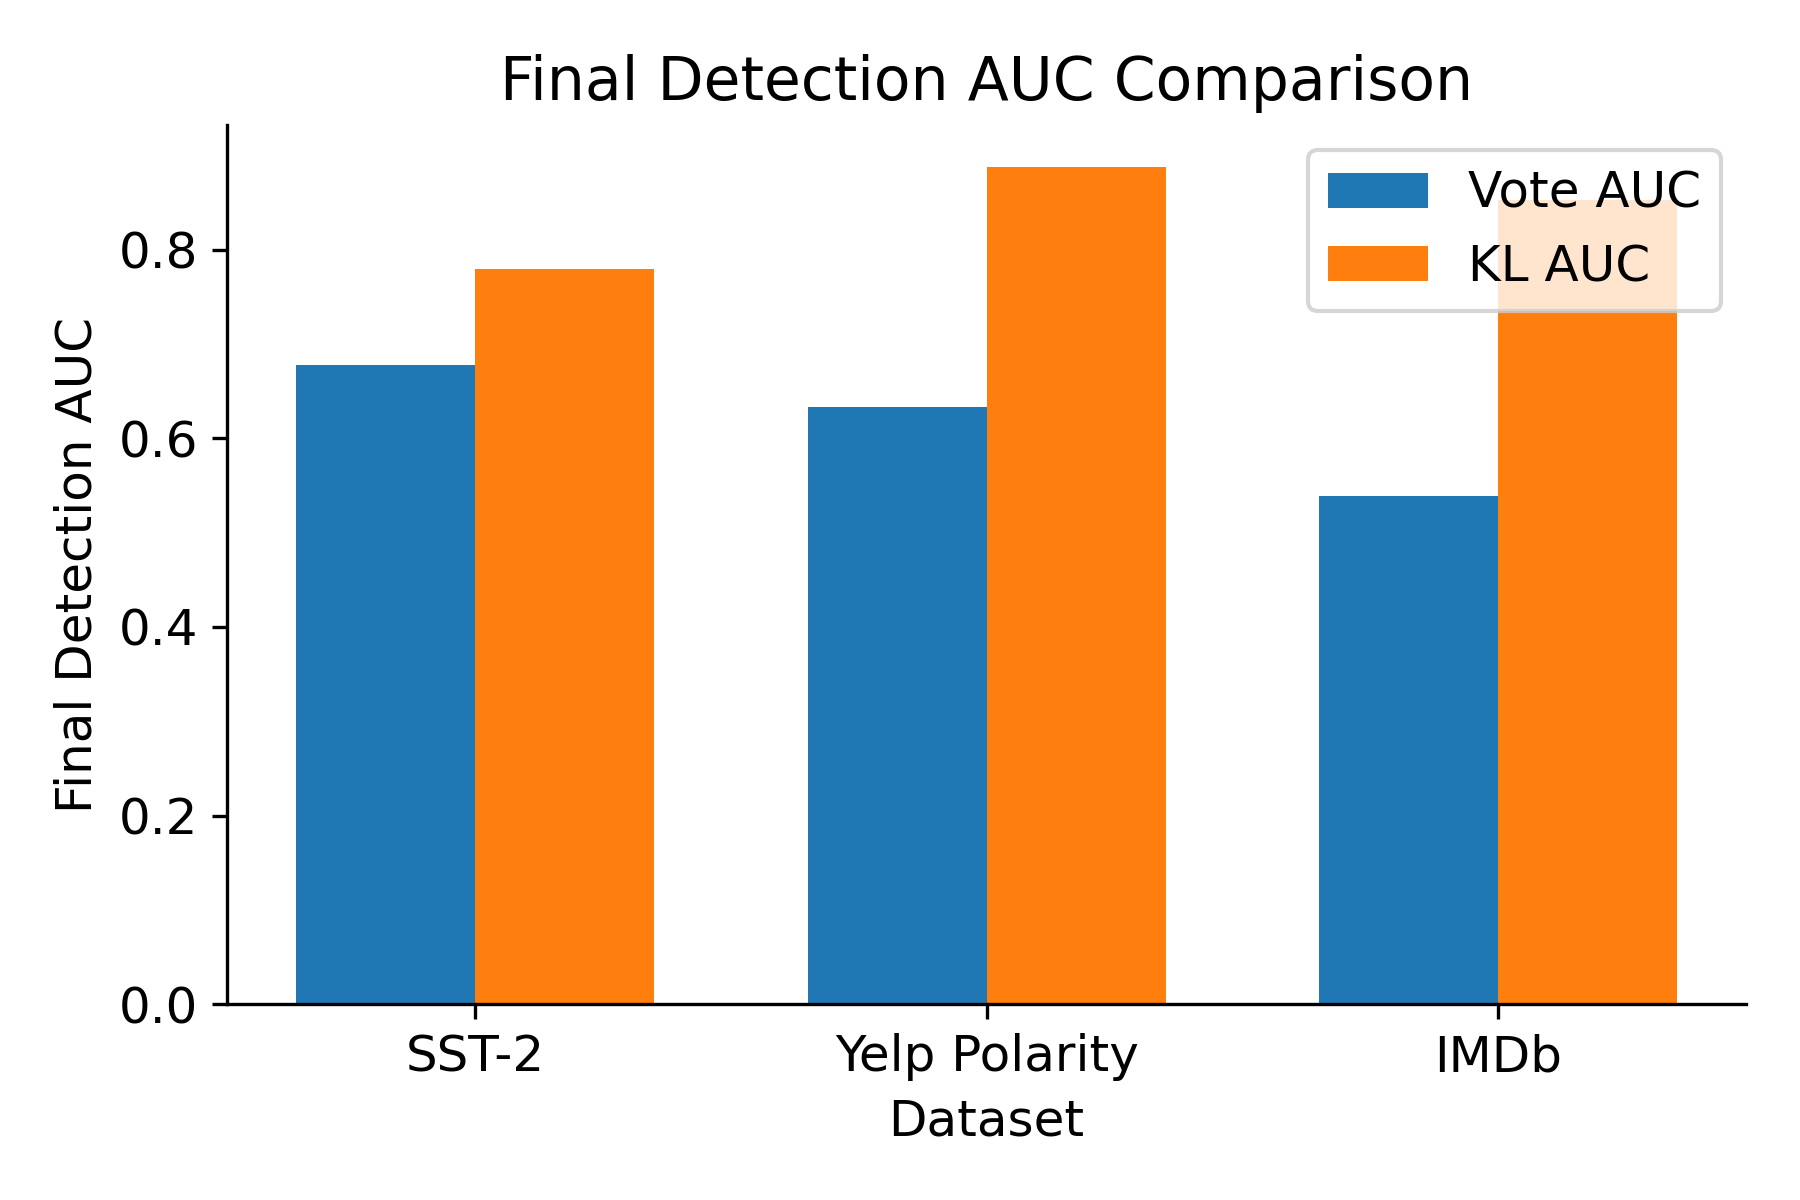 Final Detection AUC Comparison
Vote AUC
KL AUC
Final Detection AUC
0.8
0.6
0.4
0.2
0.0
SST-2
Yelp Polarity
IMDb
Dataset